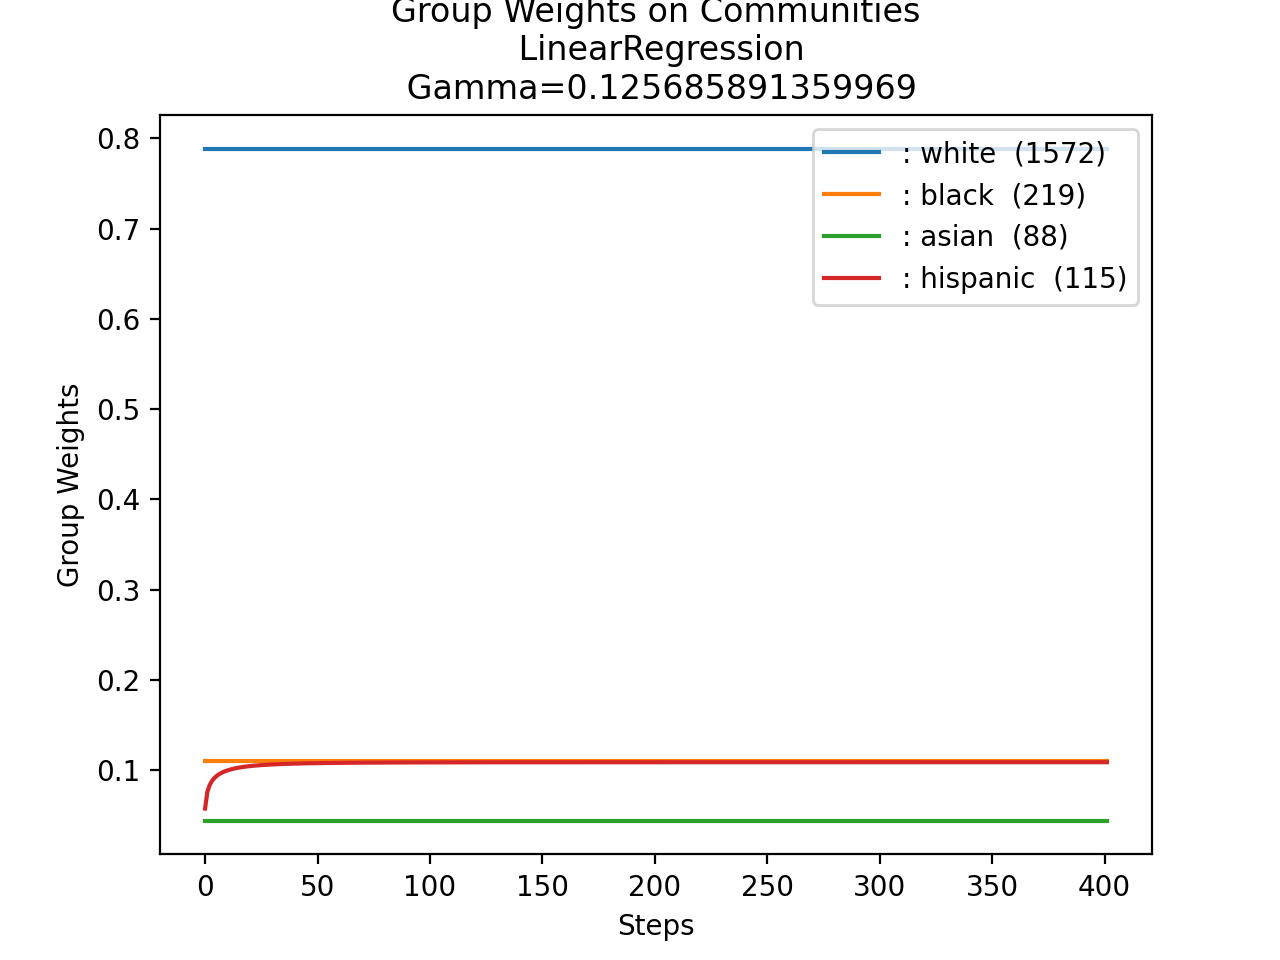 Group Weights on Communities
LinearRegression
Gamma=0.125685891359969
: white (1572)
: black (219)
: asian (88)
: hispanic (115)
Group Weights
0.8
0.7
0.6
0.5
0.4
0.3
0.2
0.1
0 50 100 150 200 250 300 350 400
Steps